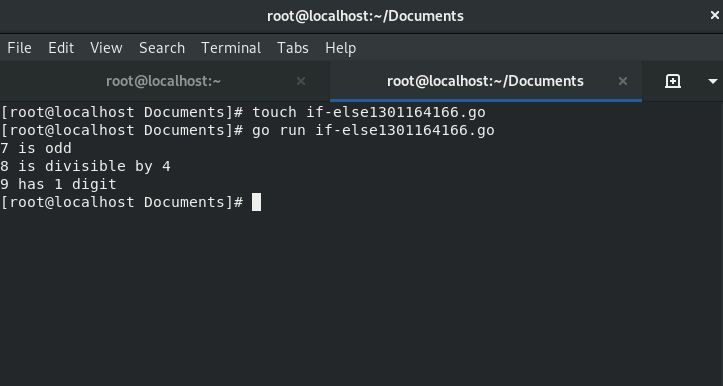 root@localhost:~/Documents ×
File Edit View Search Terminal Tabs Help
root@localhost:~ × root@localhost:~/Documents ×
[root@localhost Documents]# touch if-else1301164166.go
[root@localhost Documents]# go run if-else1301164166.go
7 is odd
8 is divisible by 4
9 has 1 digit
[root@localhost Documents]#